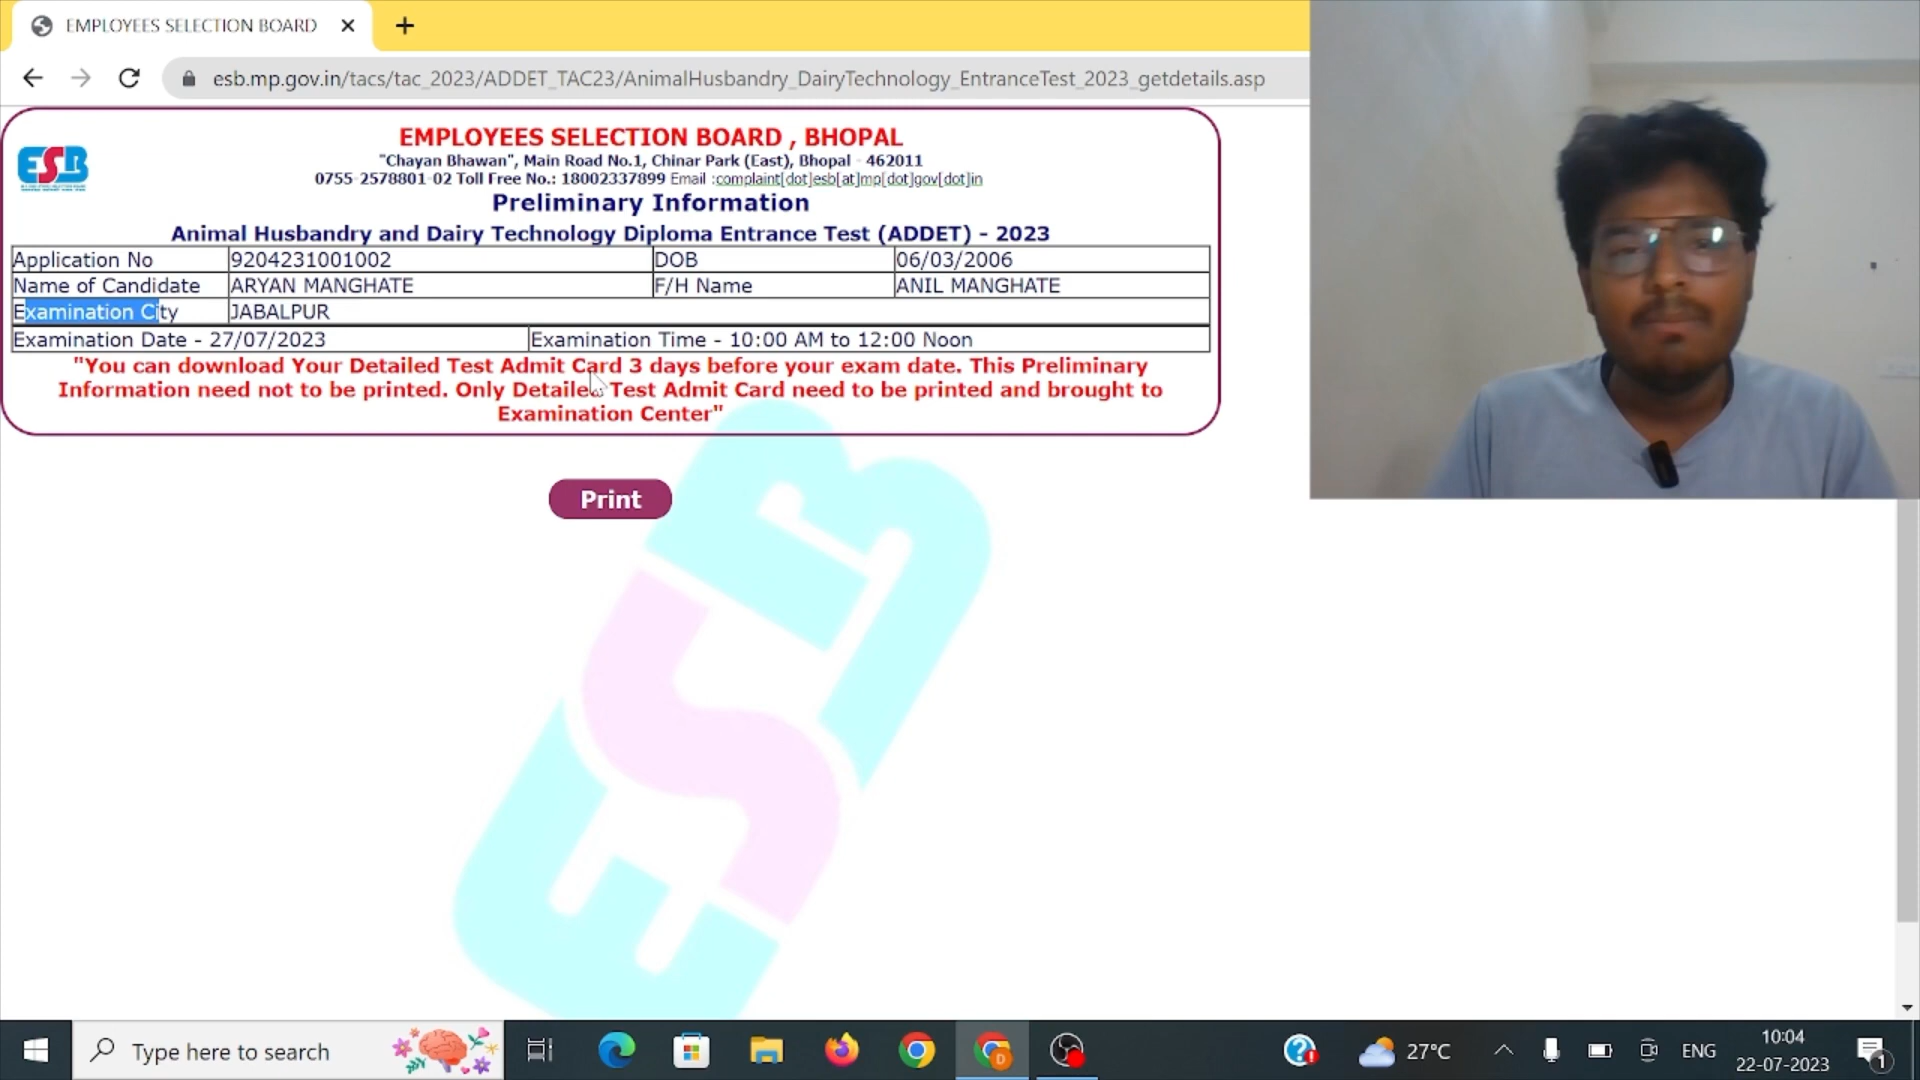 EMPLOYEES SELECTION BOARD
esb.mp.gov.in/tacs/tac_2023/ADDET_TAC23/AnimalHusbandry_DairyTechnology_EntranceTest_2023_getdetails.asp
ESB
EMPLOYEES SELECTION BOARD , BHOPAL
"Chayan Bhawan", Main Road No.1, Chinar Park (East), Bhopal - 462011
0755-2578801-02 Toll Free No.: 18002337899 Email :complaint[dot]esb[at]mp[dot]gov[dot]in
Preliminary Information
Animal Husbandry and Dairy Technology Diploma Entrance Test (ADDET) - 2023
Application No 9204231001002 DOB 06/03/2006
Name of Candidate ARYAN MANGHATE F/H Name ANIL MANGHATE
Examination City JABALPUR
Examination Date - 27/07/2023 Examination Time - 10:00 AM to 12:00 Noon
"You can download Your Detailed Test Admit Card 3 days before your exam date. This Preliminary
Information need not to be printed. Only Detailed Test Admit Card need to be printed and brought to
Examination Center"
Print
ESB
Type here to search
27°C
ENG
10:04
22-07-2023
1